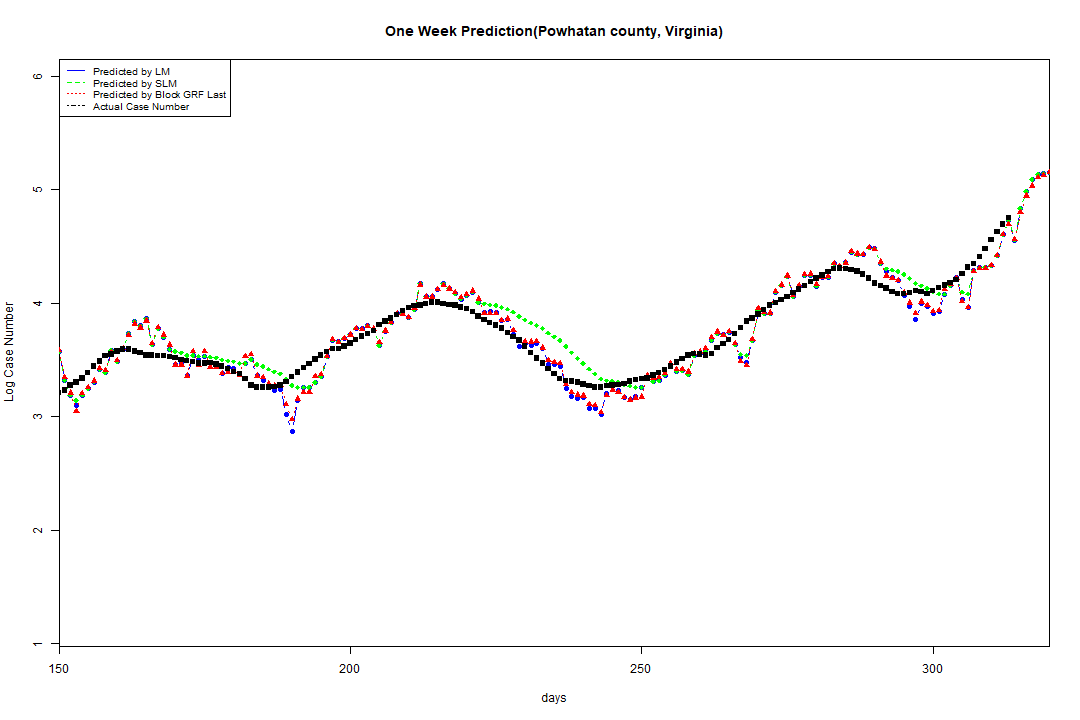 One Week Prediction(Powhatan county, Virginia)
Predicted by LM
Predicted by SLM
Predicted by Block GRF Last
Actual Case Number
6
5
4
3
2
1
Log Case Number
150 200 250 300
days